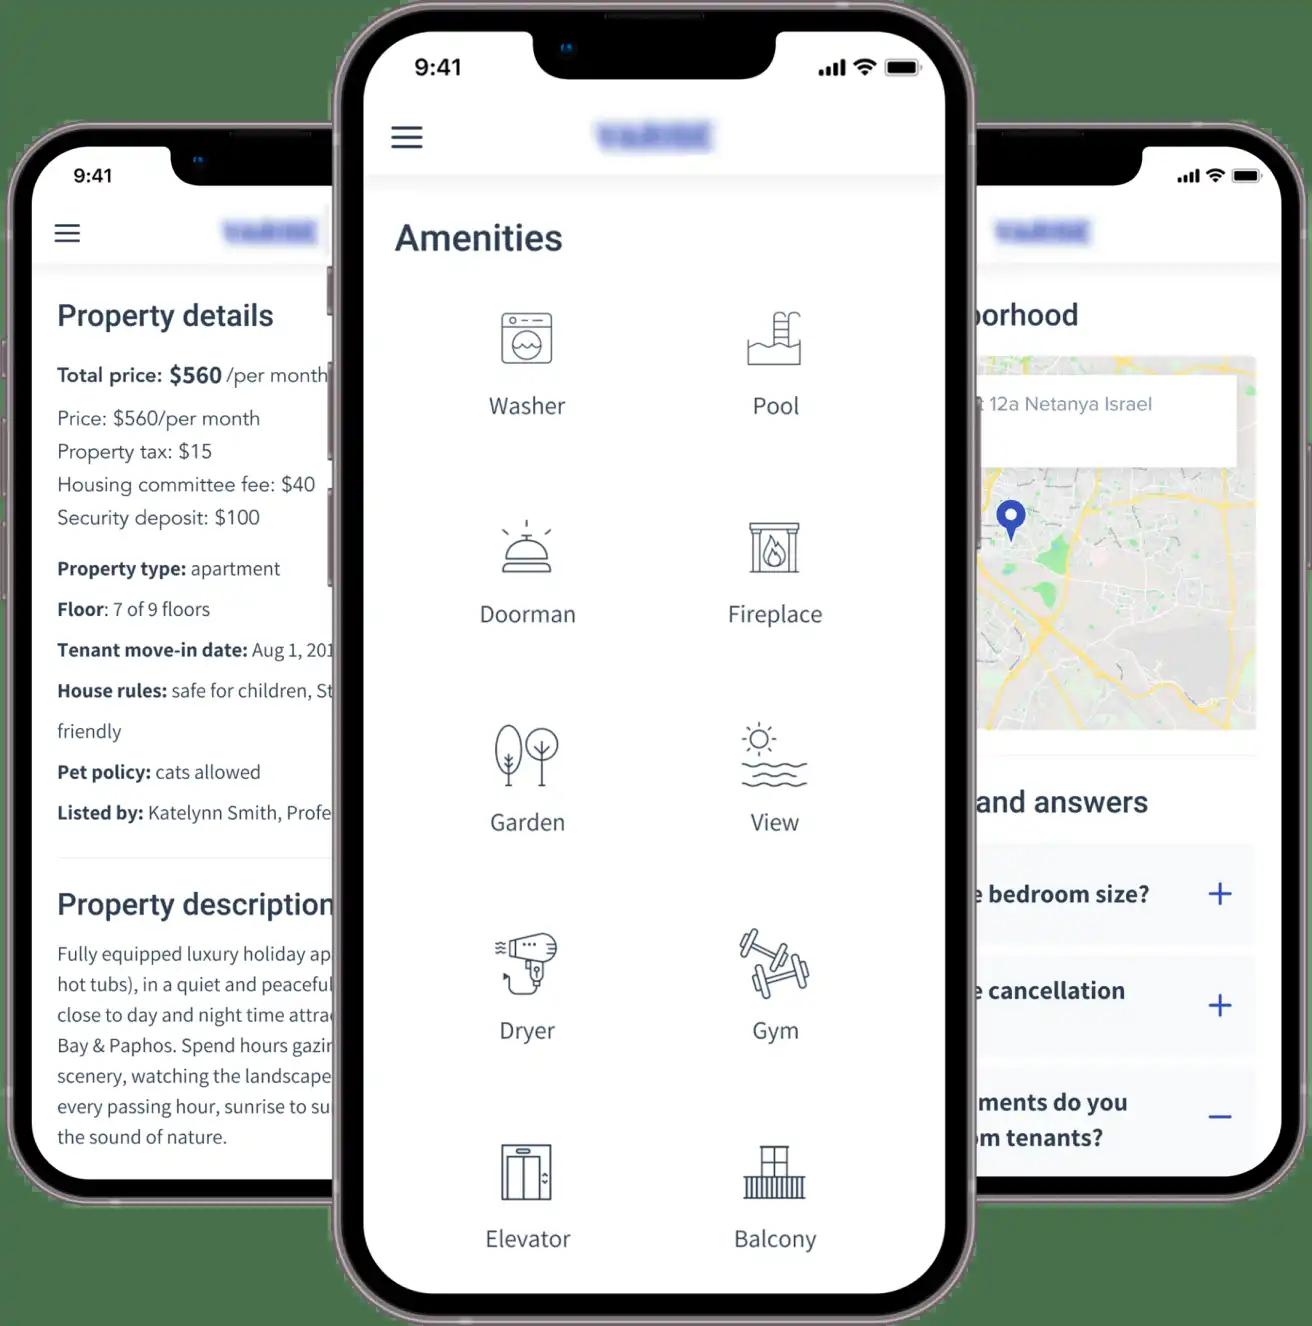 9:41
Property details
Total price: $560 /per month
Price: $560/per month
Property tax: $15
Housing committee fee: $40
Security deposit: $100
Property type: apartment
Floor: 7 of 9 floors
Tenant move-in date: Aug 1, 201
House rules: safe for children, St
friendly
Pet policy: cats allowed
Listed by: Katelynn Smith, Profe
Property description
Fully equipped luxury holiday ap
hot tubs), in a quiet and peaceful
close to day and night time attra
Bay & Paphos. Spend hours gazin
scenery, watching the landscape
every passing hour, sunrise to su
the sound of nature.
9:41
Amenities
Washer
Pool
Doorman
Fireplace
Garden
View
Dryer
Gym
Elevator
Balcony
borhood
12a Netanya Israel
and answers
e bedroom size?
e cancellation
ments do you
om tenants?